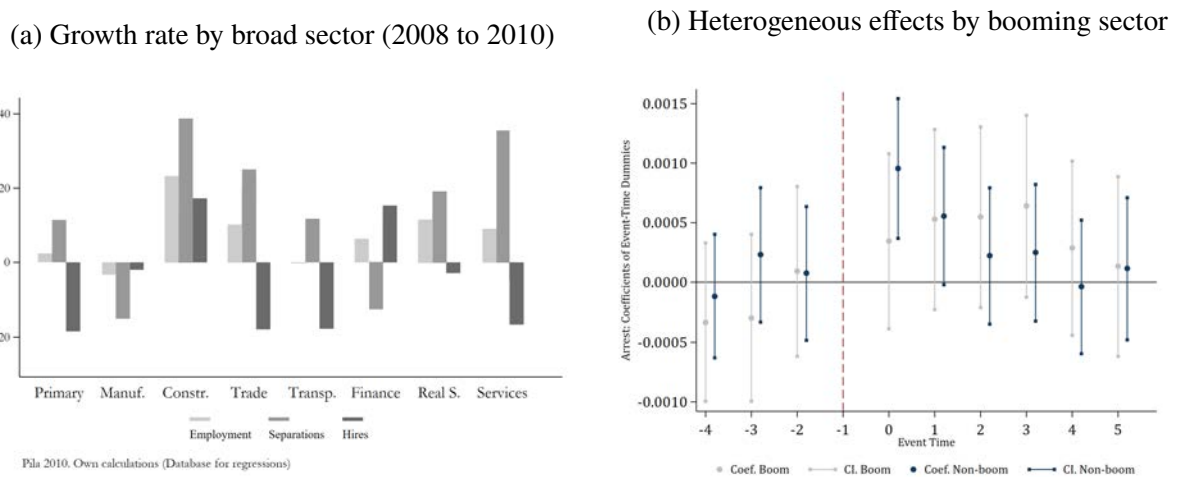 (a) Growth rate by broad sector (2008 to 2010)
40
20
0
20
Primary Manuf. Constr. Trade Transp. Finance Real S. Services
Employment Separations Hires
Pila 2010. Own calculations (Database for regressions)
(b) Heterogeneous effects by booming sector
Arrest: Coefficients of Event-Time Dummies
0.0015
0.0010
0.0005
0.0000
-0.0005
-0.0010
-4 -3 -2 -1 0 1 2 3 4 5
Event Time
Coef. Boom CI. Boom Coef. Non-boom CI. Non-boom